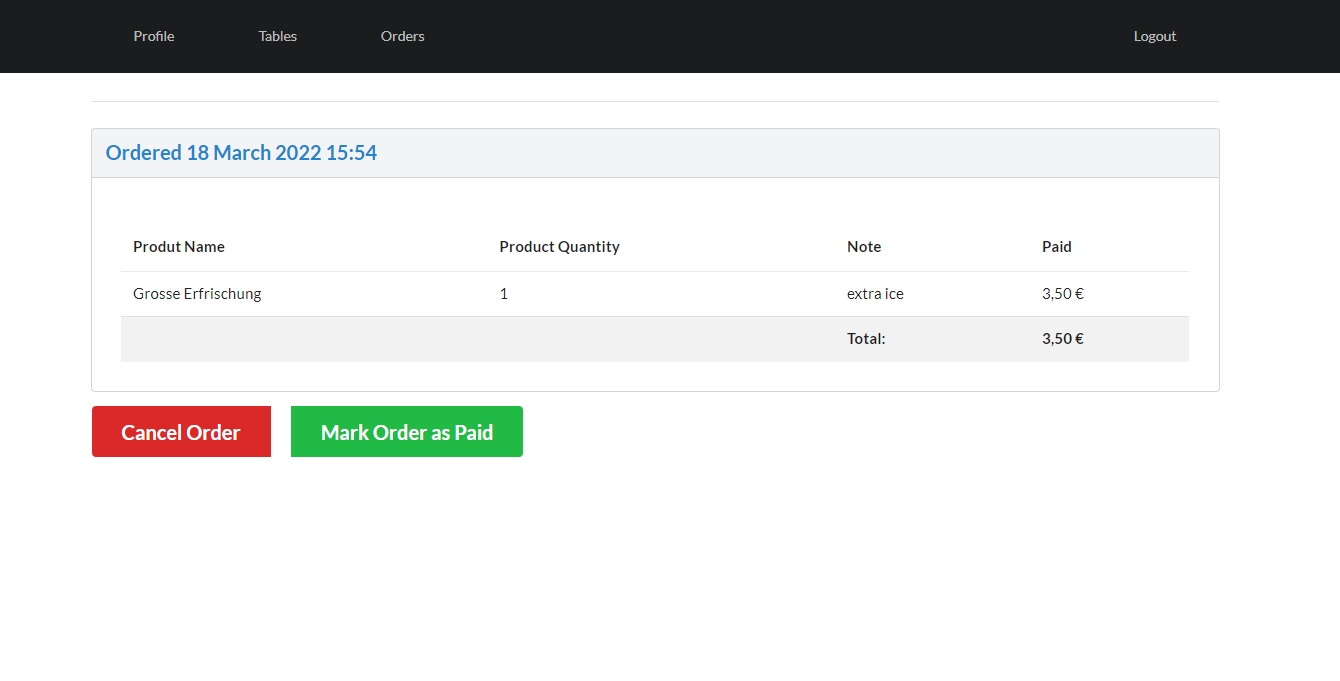 Profile Tables Orders Logout
Ordered 18 March 2022 15:54
Produt Name Product Quantity Note Paid
Grosse Erfrischung 1 extra ice 3,50 €
Total: 3,50 €
Cancel Order Mark Order as Paid